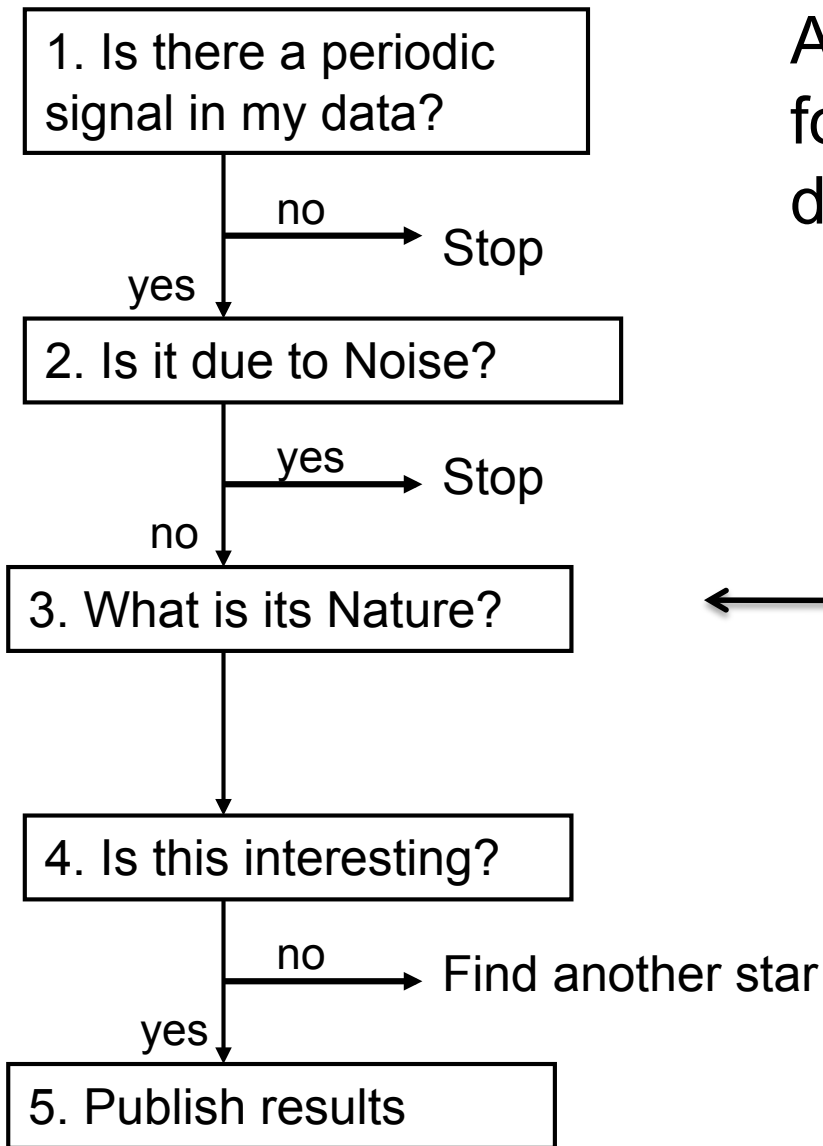 1. Is there a periodic
signal in my data?
no
Stop
yes
2. Is it due to Noise?
yes
Stop
no
3. What is its Nature?
4. Is this interesting?
no
Find another star
yes
5. Publish results